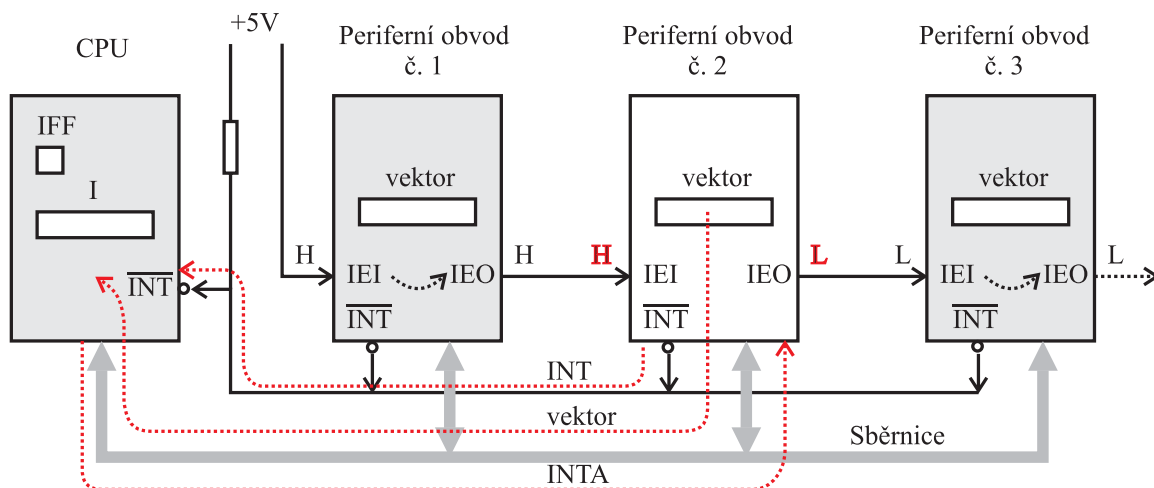 +5V
CPU
Periferní obvod
č. 1
Periferní obvod
č. 2
Periferní obvod
č. 3
IFF
I
INT
vektor
vektor
vektor
H
H
H
L
L
L
IEI
IEO
INT
IEI
IEO
INT
IEI
IEO
INT
INT
vektor
Sběrnice
INTA